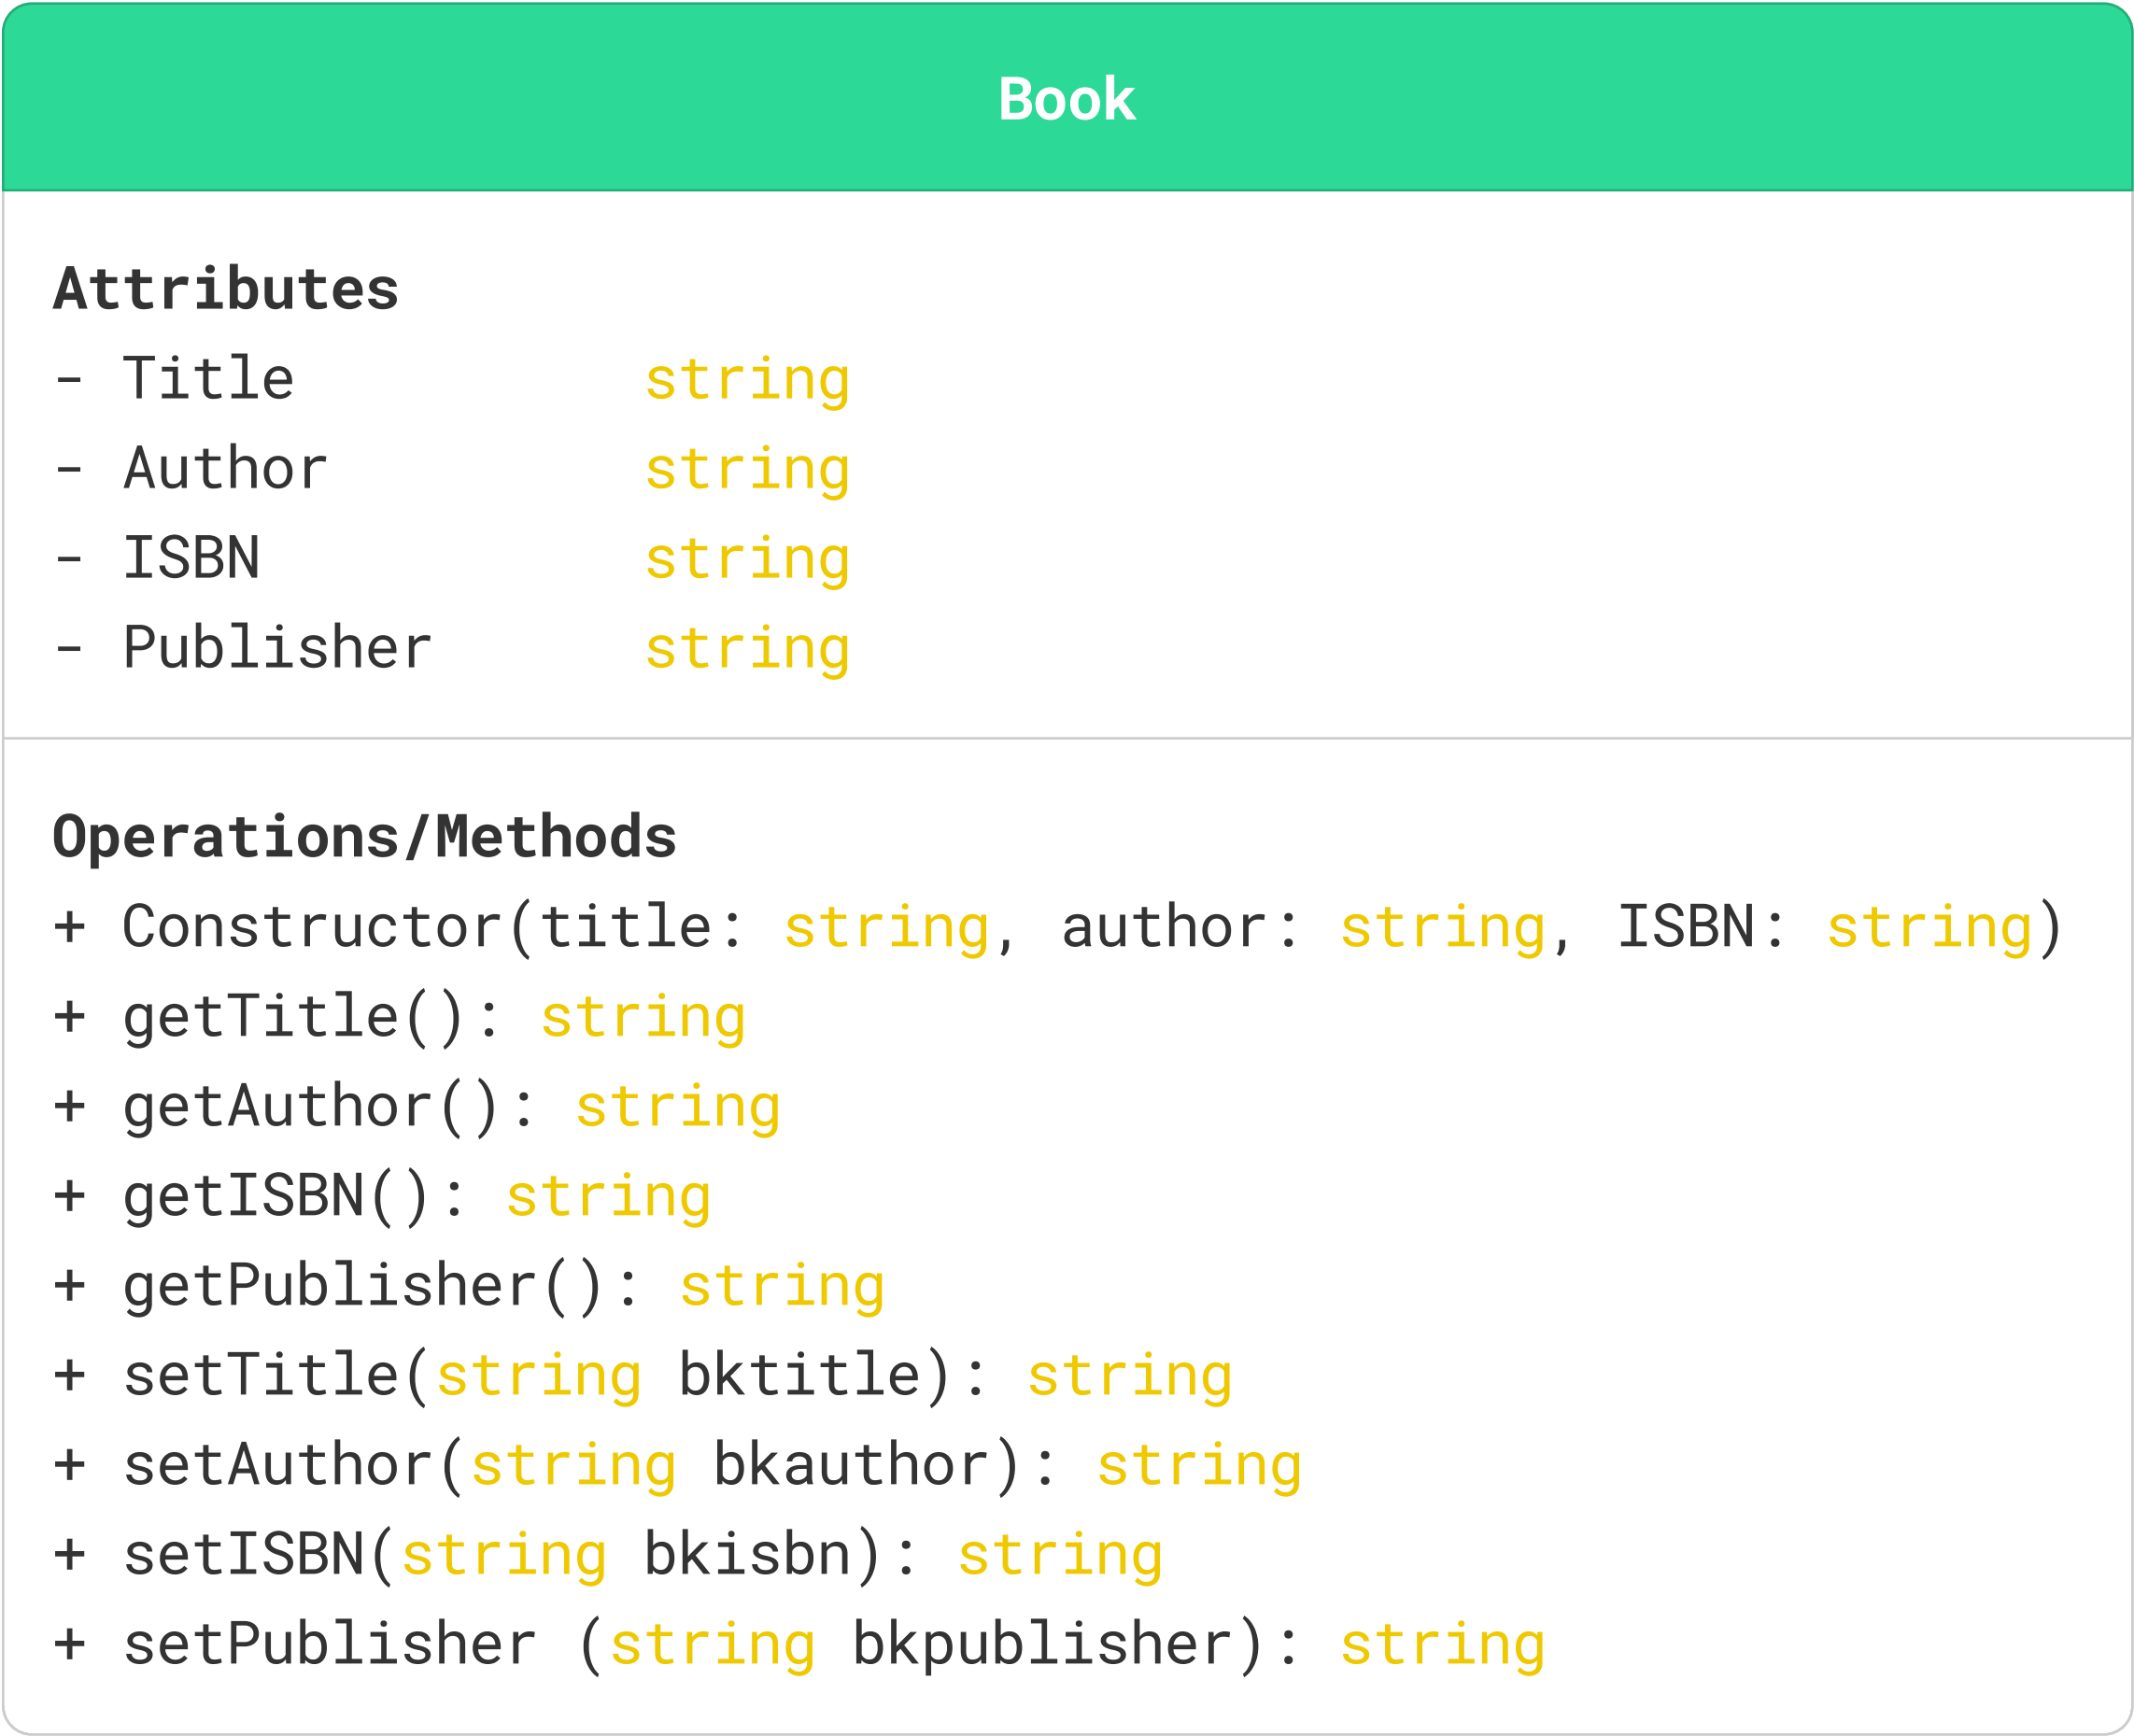 Book
Attributes
- Title string
- Author string
- ISBN string
- Publisher string
Operations/Methods
+ Constructor(title: string, author: string, ISBN: string)
+ getTitle(): string
+ getAuthor(): string
+ getISBN(): string
+ getPublisher(): string
+ setTitle(string bktitle): string
+ setAuthor(string bkauthor): string
+ setISBN(string bkisbn): string
+ setPublisher (string bkpublisher): string